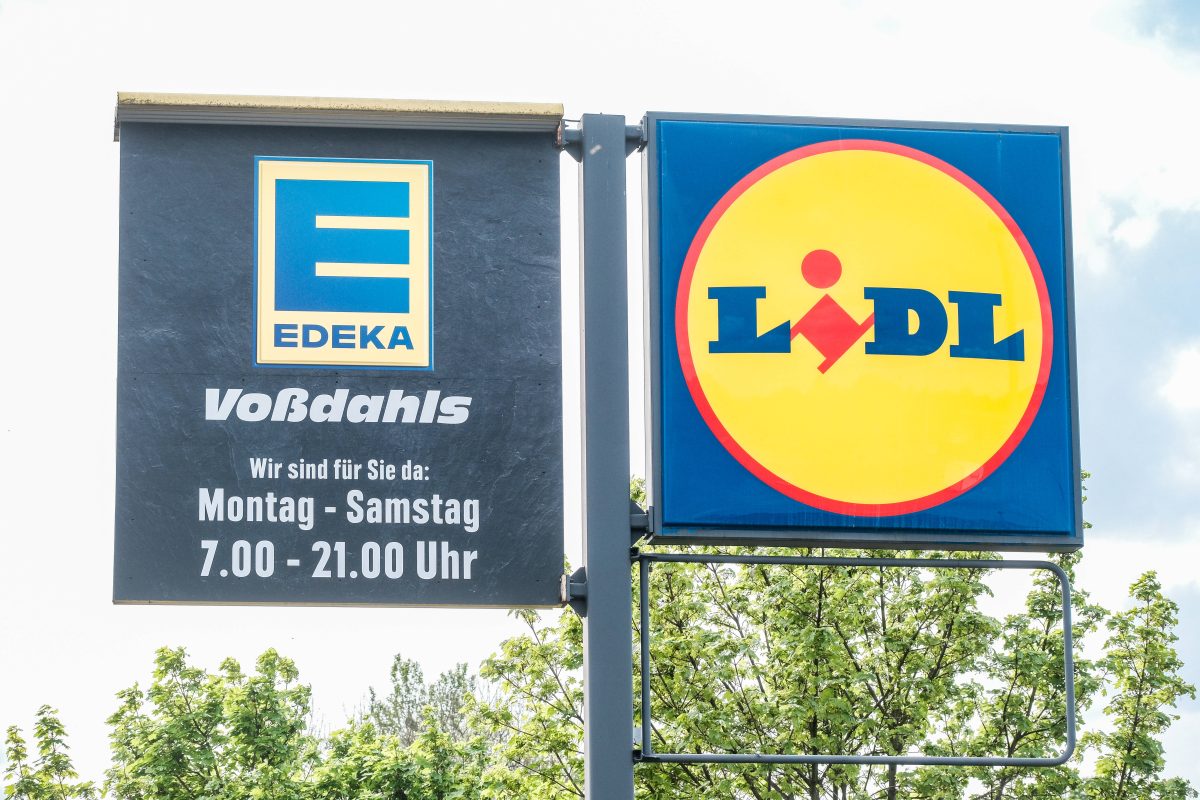 E
EDEKA
Voßdahls
Wir sind für Sie da:
Montag - Samstag
7.00 - 21.00 Uhr
LiDL